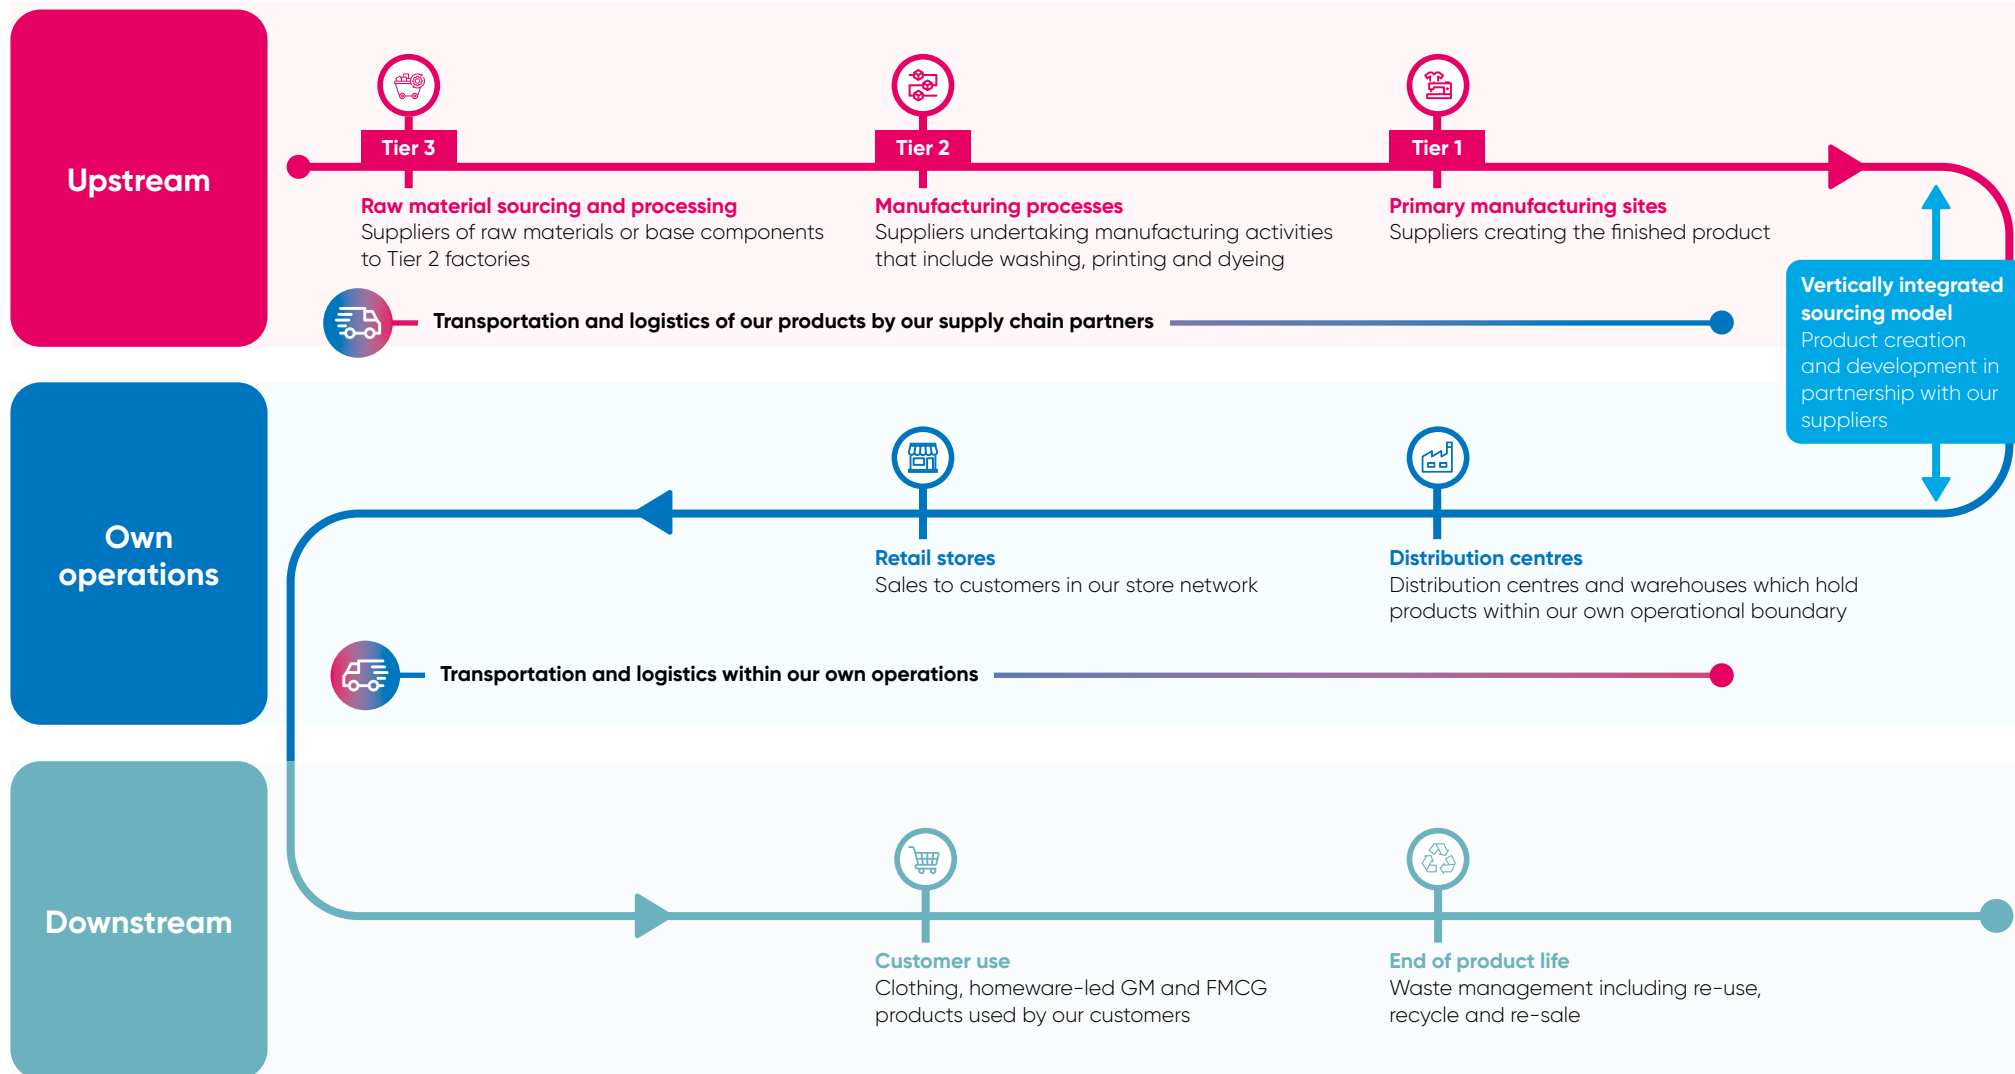 Upstream
Tier 3
Raw material sourcing and processing
Suppliers of raw materials or base components
to Tier 2 factories
Tier 2
Manufacturing processes
Suppliers undertaking manufacturing activities
that include washing, printing and dyeing
Tier 1
Primary manufacturing sites
Suppliers creating the finished product
Transportation and logistics of our products by our supply chain partners
Vertically integrated
sourcing model
Product creation
and development in
partnership with our
suppliers
Own
operations
Retail stores
Sales to customers in our store network
Distribution centres
Distribution centres and warehouses which hold
products within our own operational boundary
Transportation and logistics within our own operations
Downstream
Customer use
Clothing, homeware-led GM and FMCG
products used by our customers
End of product life
Waste management including re-use,
recycle and re-sale